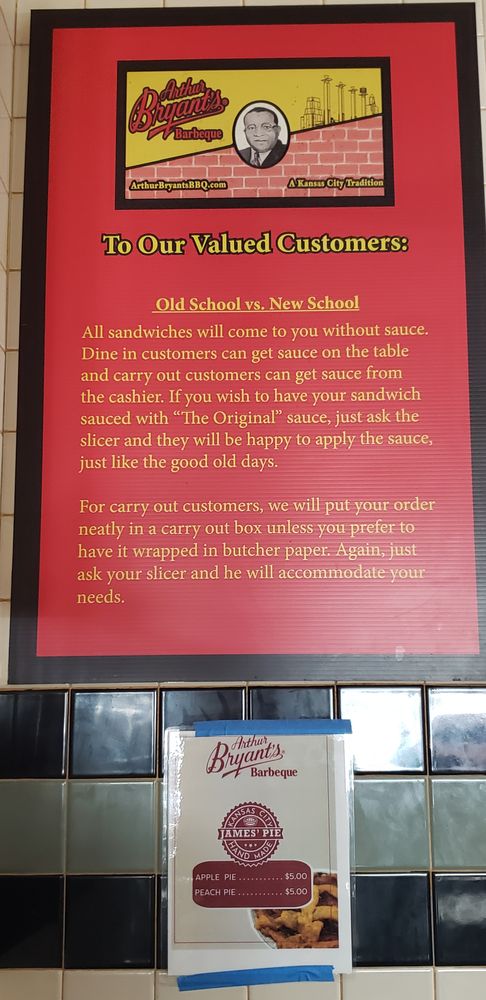 Arthur
Bryant's®
Barbeque
ArthurBryantsBBQ.com
A Kansas City Tradition
To Our Valued Customers:
Old School vs. New School
All sandwiches will come to you without sauce.
Dine in customers can get sauce on the table
and carry out customers can get sauce from
the cashier. If you wish to have your sandwich
sauced with “The Original” sauce, just ask the
slicer and they will be happy to apply the sauce,
just like the good old days.
For carry out customers, we will put your order
neatly in a carry out box unless you prefer to
have it wrapped in butcher paper. Again, just
ask your slicer and he will accommodate your
needs.
Arthur
Bryant's®
Barbeque
KANSAS CITY
JAMES' PIE
HAND MADE
APPLE PIE ........... $5.00
PEACH PIE ........... $5.00